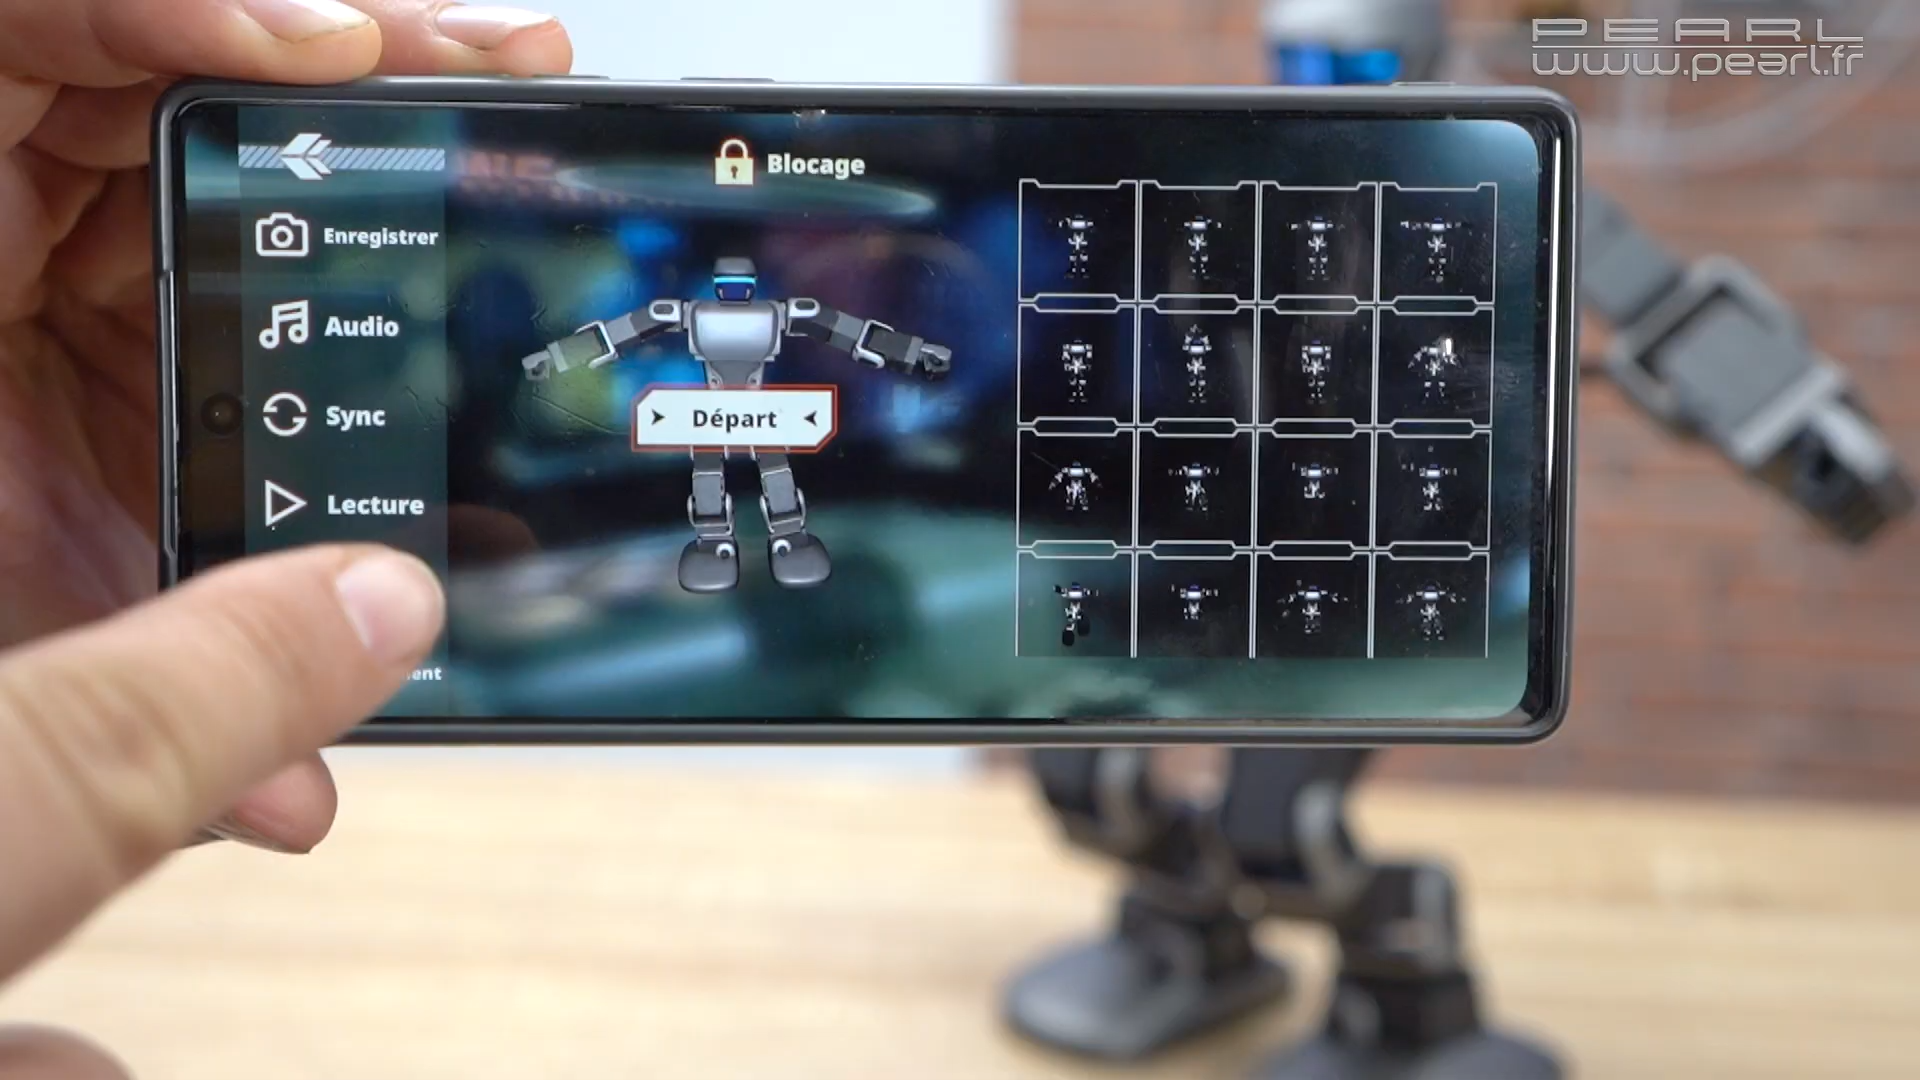 PEARL
www.pearl.fr
Blocage
Enregistrer
Audio
Sync
Lecture
Départ